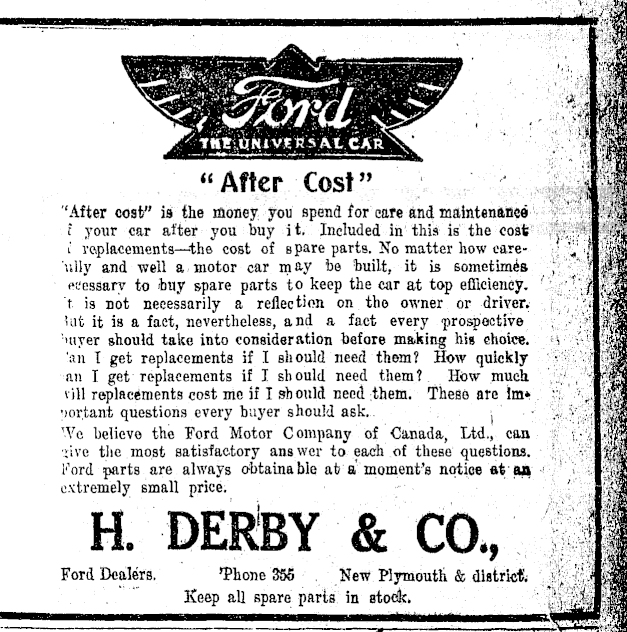 Ford
THE UNIVERSAL CAR
"After Cost"
"After cost" is the money you spend for care and maintenance
f your car after you buy it. Included in this is the cost
f replacements—the cost of spare parts. No matter how care-
fully and well a motor car may be built, it is sometimes
ecessary to buy spare parts to keep the car at top efficiency.
It is not necessarily a reflection on the owner or driver.
But it is a fact, nevertheless, and a fact every prospective
buyer should take into consideration before making his choice.
Can I get replacements if I should need them? How quickly
can I get replacements if I should need them? How much
will replacements cost me if I should need them. These are im-
portant questions every buyer should ask.
We believe the Ford Motor Company of Canada, Ltd., can
give the most satisfactory answer to each of these questions.
Ford parts are always obtainable at a moment's notice at an
extremely small price.
H. DERBY & CO.,
Ford Dealers. 'Phone 355 New Plymouth & district.
Keep all spare parts in stock.